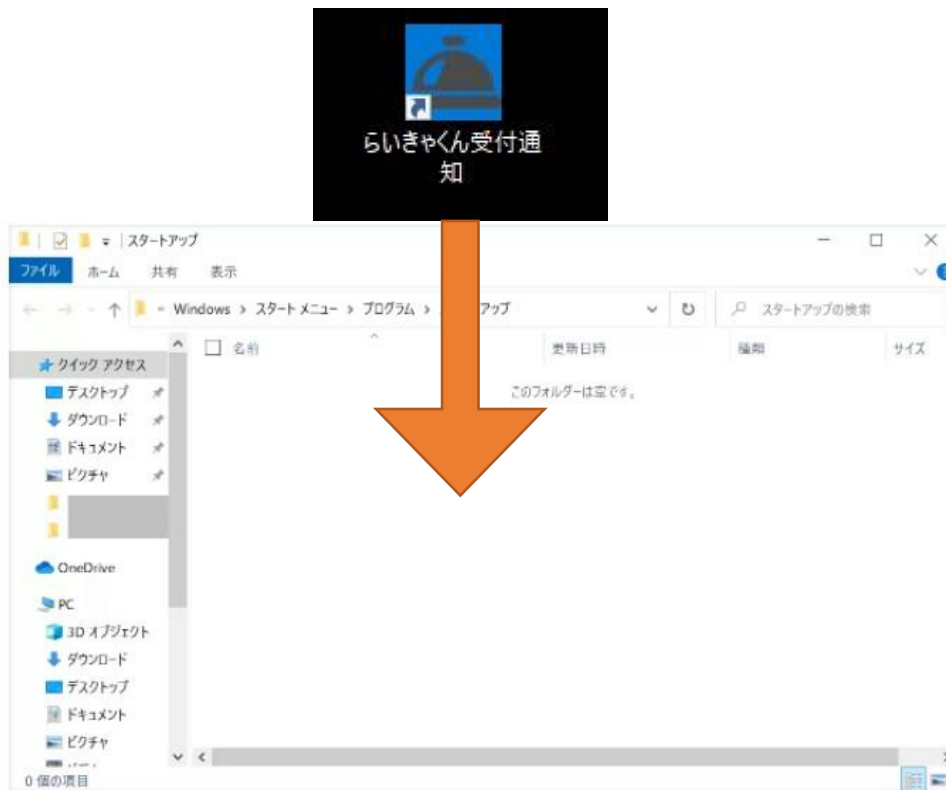 らいきゃくん受付通
知
スタートアップ
ファイル ホーム 共有 表示
Windows › スタート メニュー › プログラム › アップ
スタートアップの検索
名前 更新日時 種類 サイズ
クイック アクセス
このフォルダーは空です。
デスクトップ
ダウンロード
ドキュメント
ピクチャ
OneDrive
PC
3D オブジェクト
ダウンロード
デスクトップ
ドキュメント
ピクチャ
0 個の項目